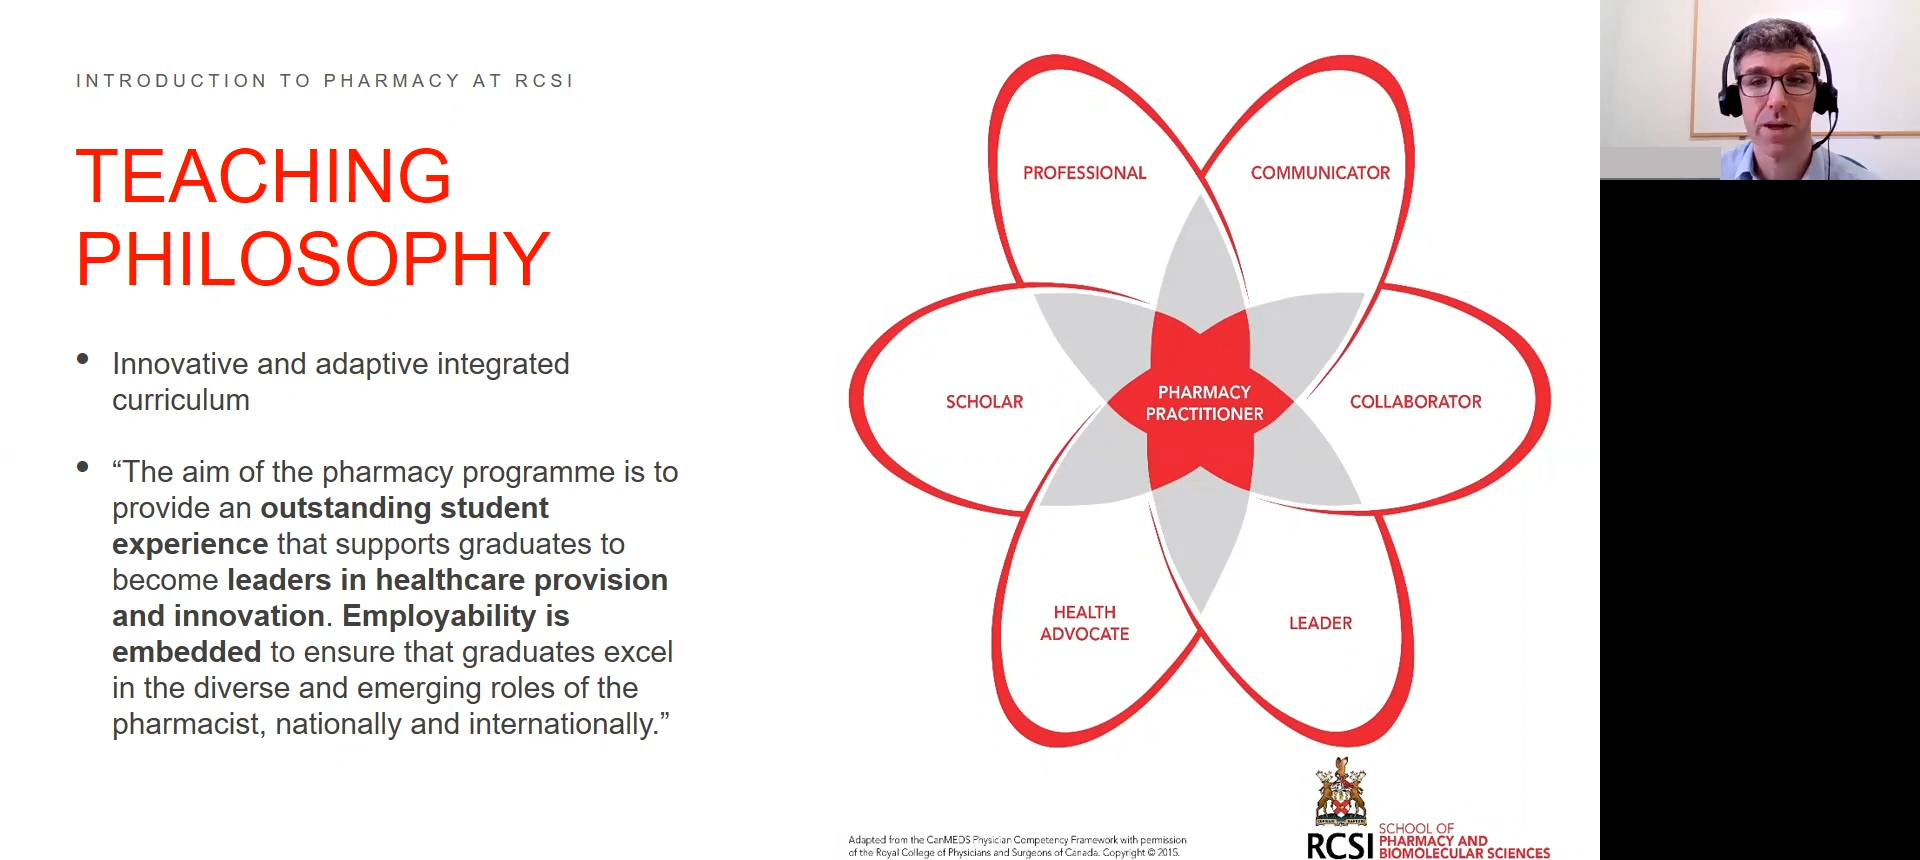 INTRODUCTION TO PHARMACY AT RCSI
TEACHING
PHILOSOPHY
• Innovative and adaptive integrated
curriculum
• “The aim of the pharmacy programme is to
provide an outstanding student
experience that supports graduates to
become leaders in healthcare provision
and innovation. Employability is
embedded to ensure that graduates excel
in the diverse and emerging roles of the
pharmacist, nationally and internationally.”
PROFESSIONAL
COMMUNICATOR
SCHOLAR
PHARMACY
PRACTITIONER
COLLABORATOR
HEALTH
ADVOCATE
LEADER
Adapted from the CanMEDS Physician Competency Framework with permission
of the Royal College of Physicians and Surgeons of Canada. Copyright © 2015.
RCSI
SCHOOL OF
PHARMACY AND
BIOMOLECULAR SCIENCES